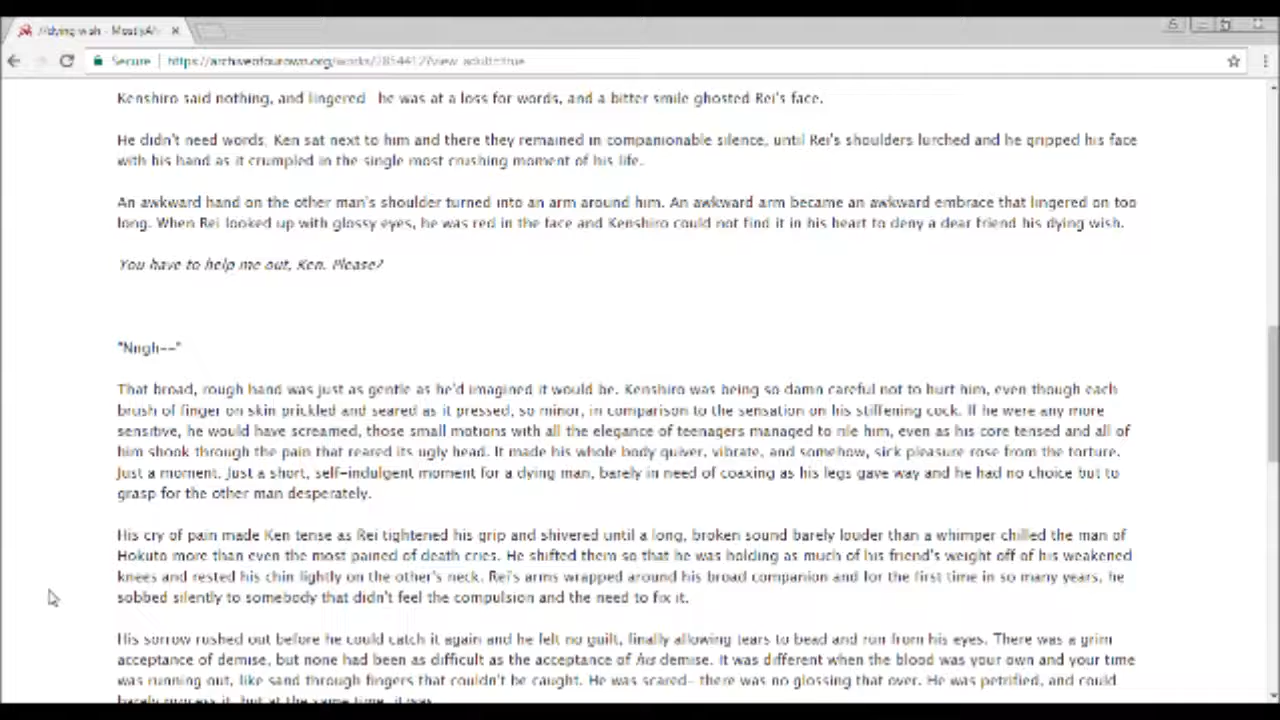 //dying wish - MostlyA
Secure | https://archiveofourown.org/works/7854412?view_adult=true
Kenshiro said nothing, and lingered he was at a loss for words, and a bitter smile ghosted Rei's face.
He didn't need words. Ken sat next to him and there they remained in companionable silence, until Rei's shoulders lurched and he gripped his face
with his hand as it crumpled in the single most crushing moment of his life.
An awkward hand on the other man's shoulder turned into an arm around him. An awkward arm became an awkward embrace that lingered on too
long. When Rei looked up with glossy eyes, he was red in the face and Kenshiro could not find it in his heart to deny a dear friend his dying wish.
You have to help me out, Ken. Please?
"Nngh--"
That broad, rough hand was just as gentle as he'd imagined it would be. Kenshiro was being so damn careful not to hurt him, even though each
brush of finger on skin prickled and seared as it pressed, so minor, in comparison to the sensation on his stiffening cock. If he were any more
sensitive, he would have screamed, those small motions with all the elegance of teenagers managed to rile him, even as his core tensed and all of
him shook through the pain that reared its ugly head. It made his whole body quiver, vibrate, and somehow, sick pleasure rose from the torture.
Just a moment. Just a short, self-indulgent moment for a dying man, barely in need of coaxing as his legs gave way and he had no choice but to
grasp for the other man desperately.
His cry of pain made Ken tense as Rei tightened his grip and shivered until a long, broken sound barely louder than a whimper chilled the man of
Hokuto more than even the most pained of death cries. He shifted them so that he was holding as much of his friend's weight off of his weakened
knees and rested his chin lightly on the other's neck. Rei's arms wrapped around his broad companion and for the first time in so many years, he
sobbed silently to somebody that didn't feel the compulsion and the need to fix it.
His sorrow rushed out before he could catch it again and he felt no guilt, finally allowing tears to bead and run from his eyes. There was a grim
acceptance of demise, but none had been as difficult as the acceptance of his demise. It was different when the blood was your own and your time
was running out, like sand through fingers that couldn't be caught. He was scared- there was no glossing that over. He was petrified, and could
barely process it, but at the same time, it was